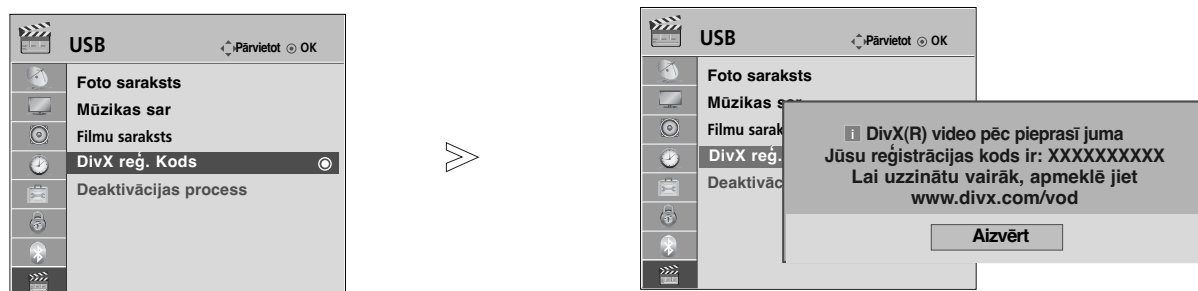 USB
Pārvietot OK
Foto saraksts
Mūzikas sar
Filmu saraksts
DivX reģ. Kods
Deaktivācijas process
USB
Pārvietot OK
Foto saraksts
Mūzikas sar
Filmu sarak
DivX reģ.
Deaktivāc
i DivX(R) video pēc pieprasī juma
Jūsu reģistrācijas kods ir: XXXXXXXXXX
Lai uzzinātu vairāk, apmeklē jiet
www.divx.com/vod
Aizvērt